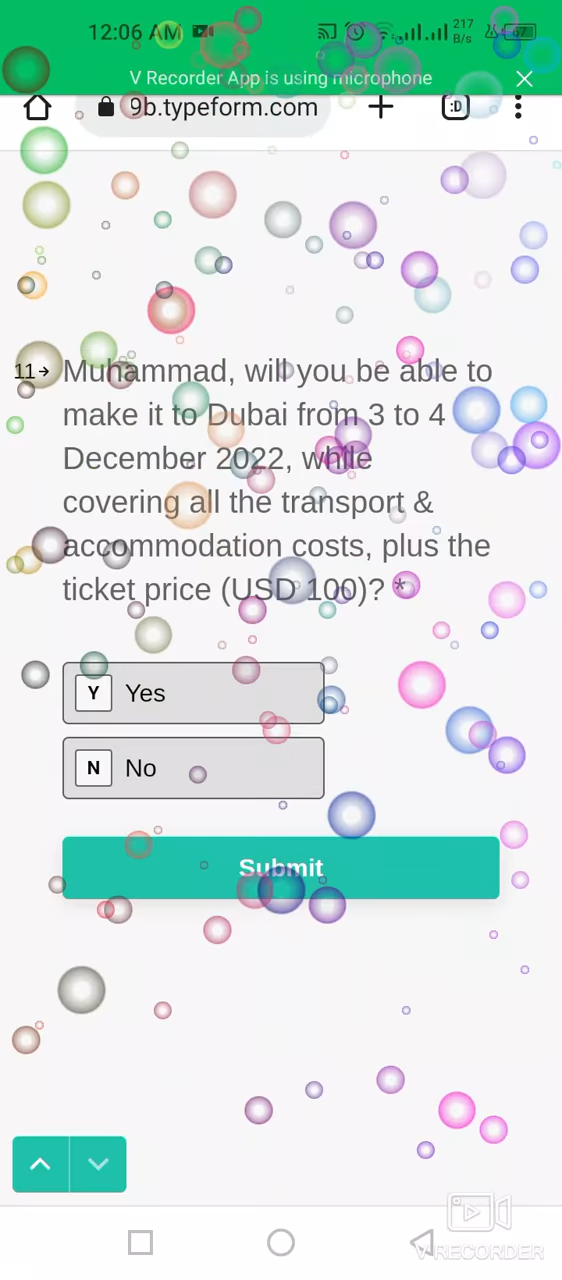 12:06 AM 217 B/s 67
V Recorder App is using microphone
9b.typeform.com :D
11 Muhammad, will you be able to
make it to Dubai from 3 to 4
December 2022, while
covering all the transport &
accommodation costs, plus the
ticket price (USD 100)? *
Y Yes
N No
Submit
V RECORDER